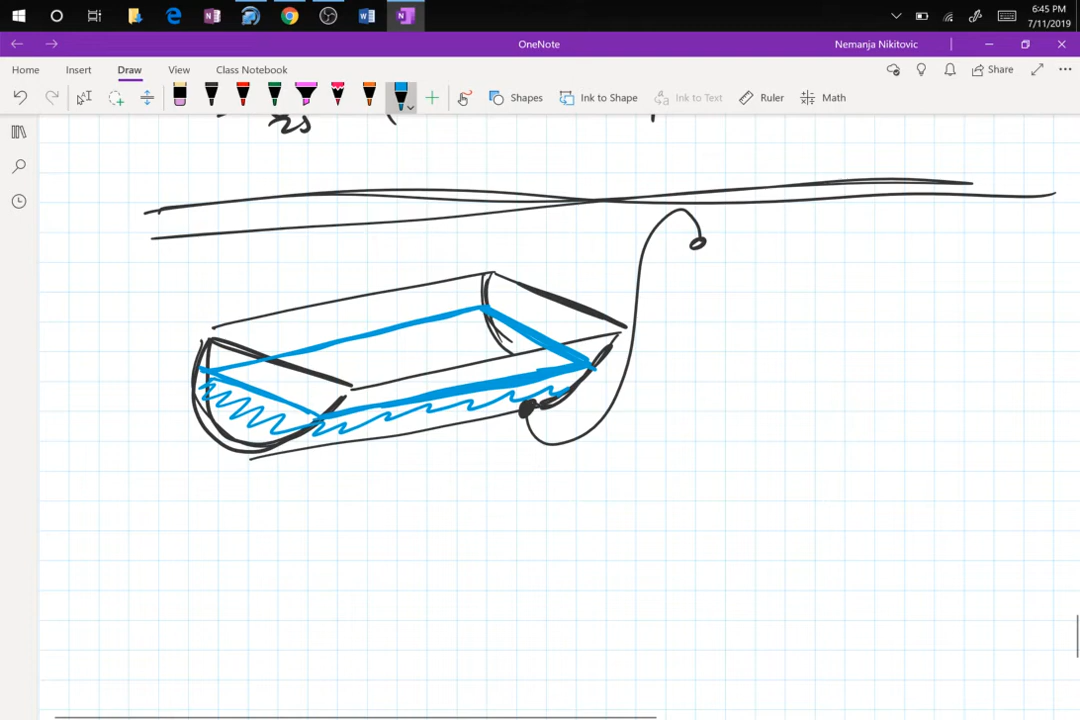 6:45 PM
7/11/2019
OneNote
Nemanja Nikitovic
Home Insert Draw View Class Notebook
Share
Shapes Ink to Shape Ink to Text Ruler Math